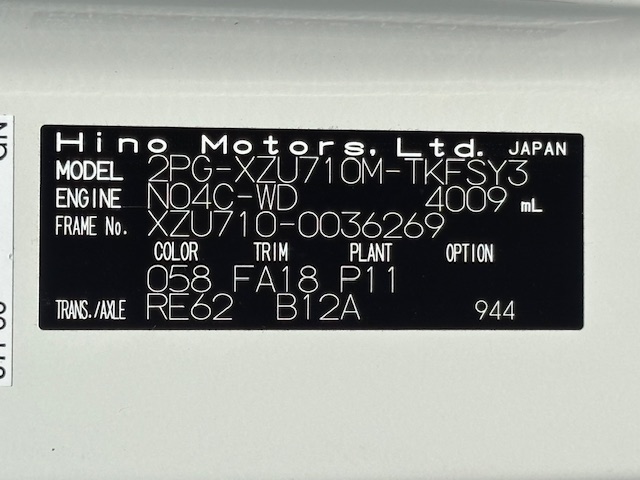 Hino Motors, Ltd. JAPAN
MODEL 2PG-XZU710M-TKFSY3
ENGINE N04C-WD 4009 mL
FRAME No. XZU710-0036269
COLOR TRIM PLANT OPTION
058 FA18 P11
TRANS./AXLE RE62 B12A 944